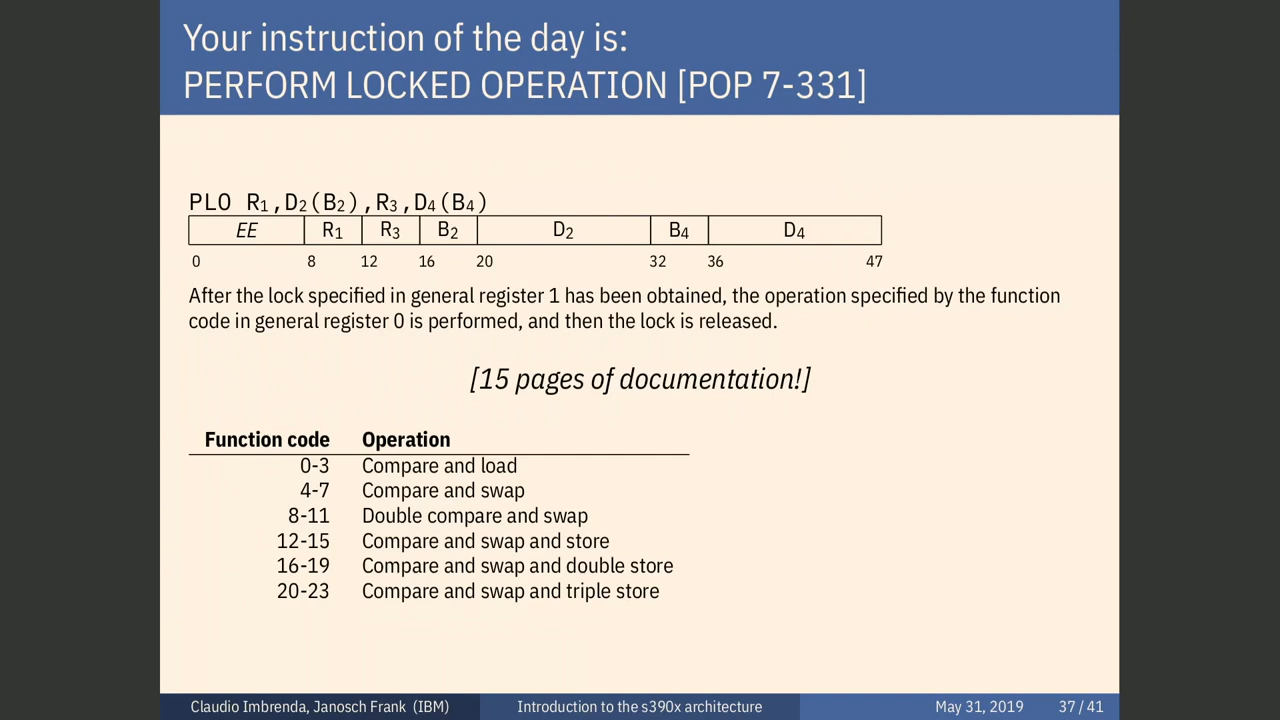 Your instruction of the day is:
PERFORM LOCKED OPERATION [POP 7-331]
PLO R1,D2(B2),R3,D4(B4)
EE R1 R3 B2 D2 B4 D4
0 8 12 16 20 32 36 47
After the lock specified in general register 1 has been obtained, the operation specified by the function
code in general register 0 is performed, and then the lock is released.
[15 pages of documentation!]
Function code Operation
0-3 Compare and load
4-7 Compare and swap
8-11 Double compare and swap
12-15 Compare and swap and store
16-19 Compare and swap and double store
20-23 Compare and swap and triple store
Claudio Imbrenda, Janosch Frank (IBM) Introduction to the s390x architecture May 31, 2019 37 / 41